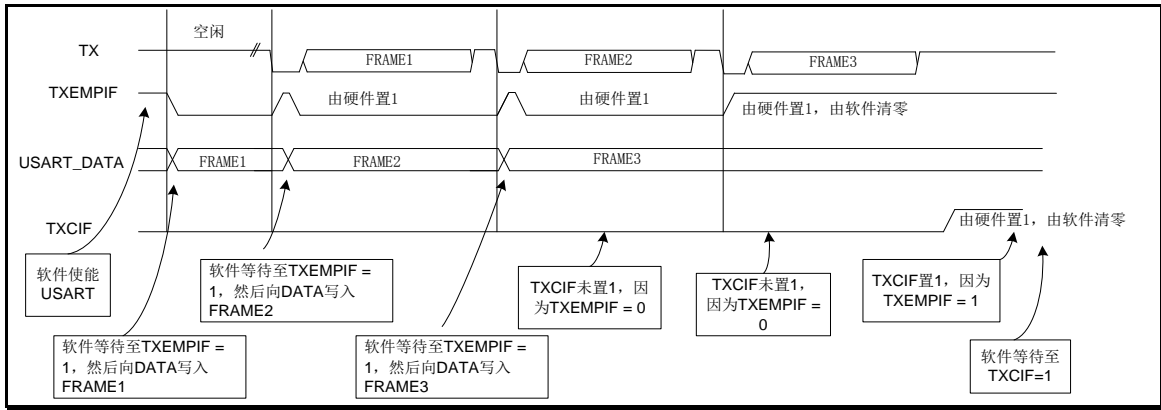 空闲
TX
FRAME1
FRAME2
FRAME3
TXEMPIF
由硬件置1
由硬件置1
由硬件置1，由软件清零
USART_DATA
FRAME1
FRAME2
FRAME3
TXCIF
由硬件置1，由软件清零
软件使能
USART
软件等待至TXEMPIF =
1，然后向DATA写入
FRAME2
TXCIF未置1，因
为TXEMPIF = 0
TXCIF未置1，
因为TXEMPIF =
0
TXCIF置1，因为
TXEMPIF = 1
软件等待至TXEMPIF =
1，然后向DATA写入
FRAME1
软件等待至TXEMPIF =
1，然后向DATA写入
FRAME3
软件等待至
TXCIF=1